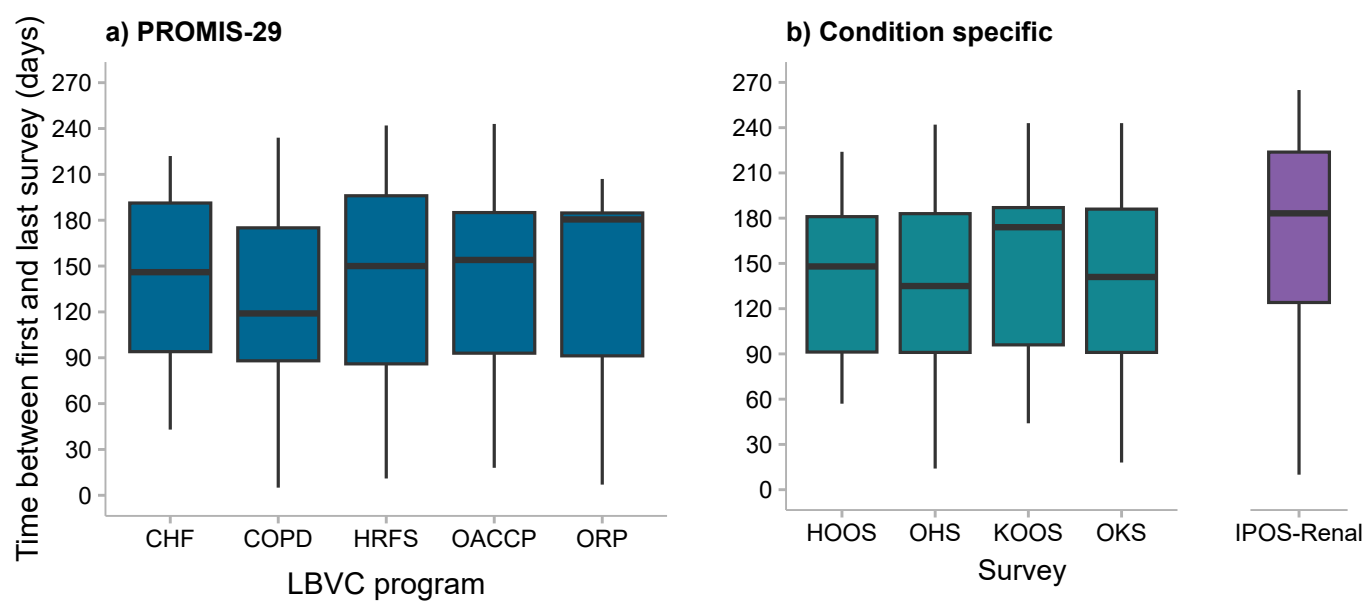 a) PROMIS-29
Time between first and last survey (days)
270
240
210
180
150
120
90
60
30
0
CHF COPD HRFS OACCP ORP
LBVC program
b) Condition specific
270
240
210
180
150
120
90
60
30
0
HOOS OHS KOOS OKS IPOS-Renal
Survey